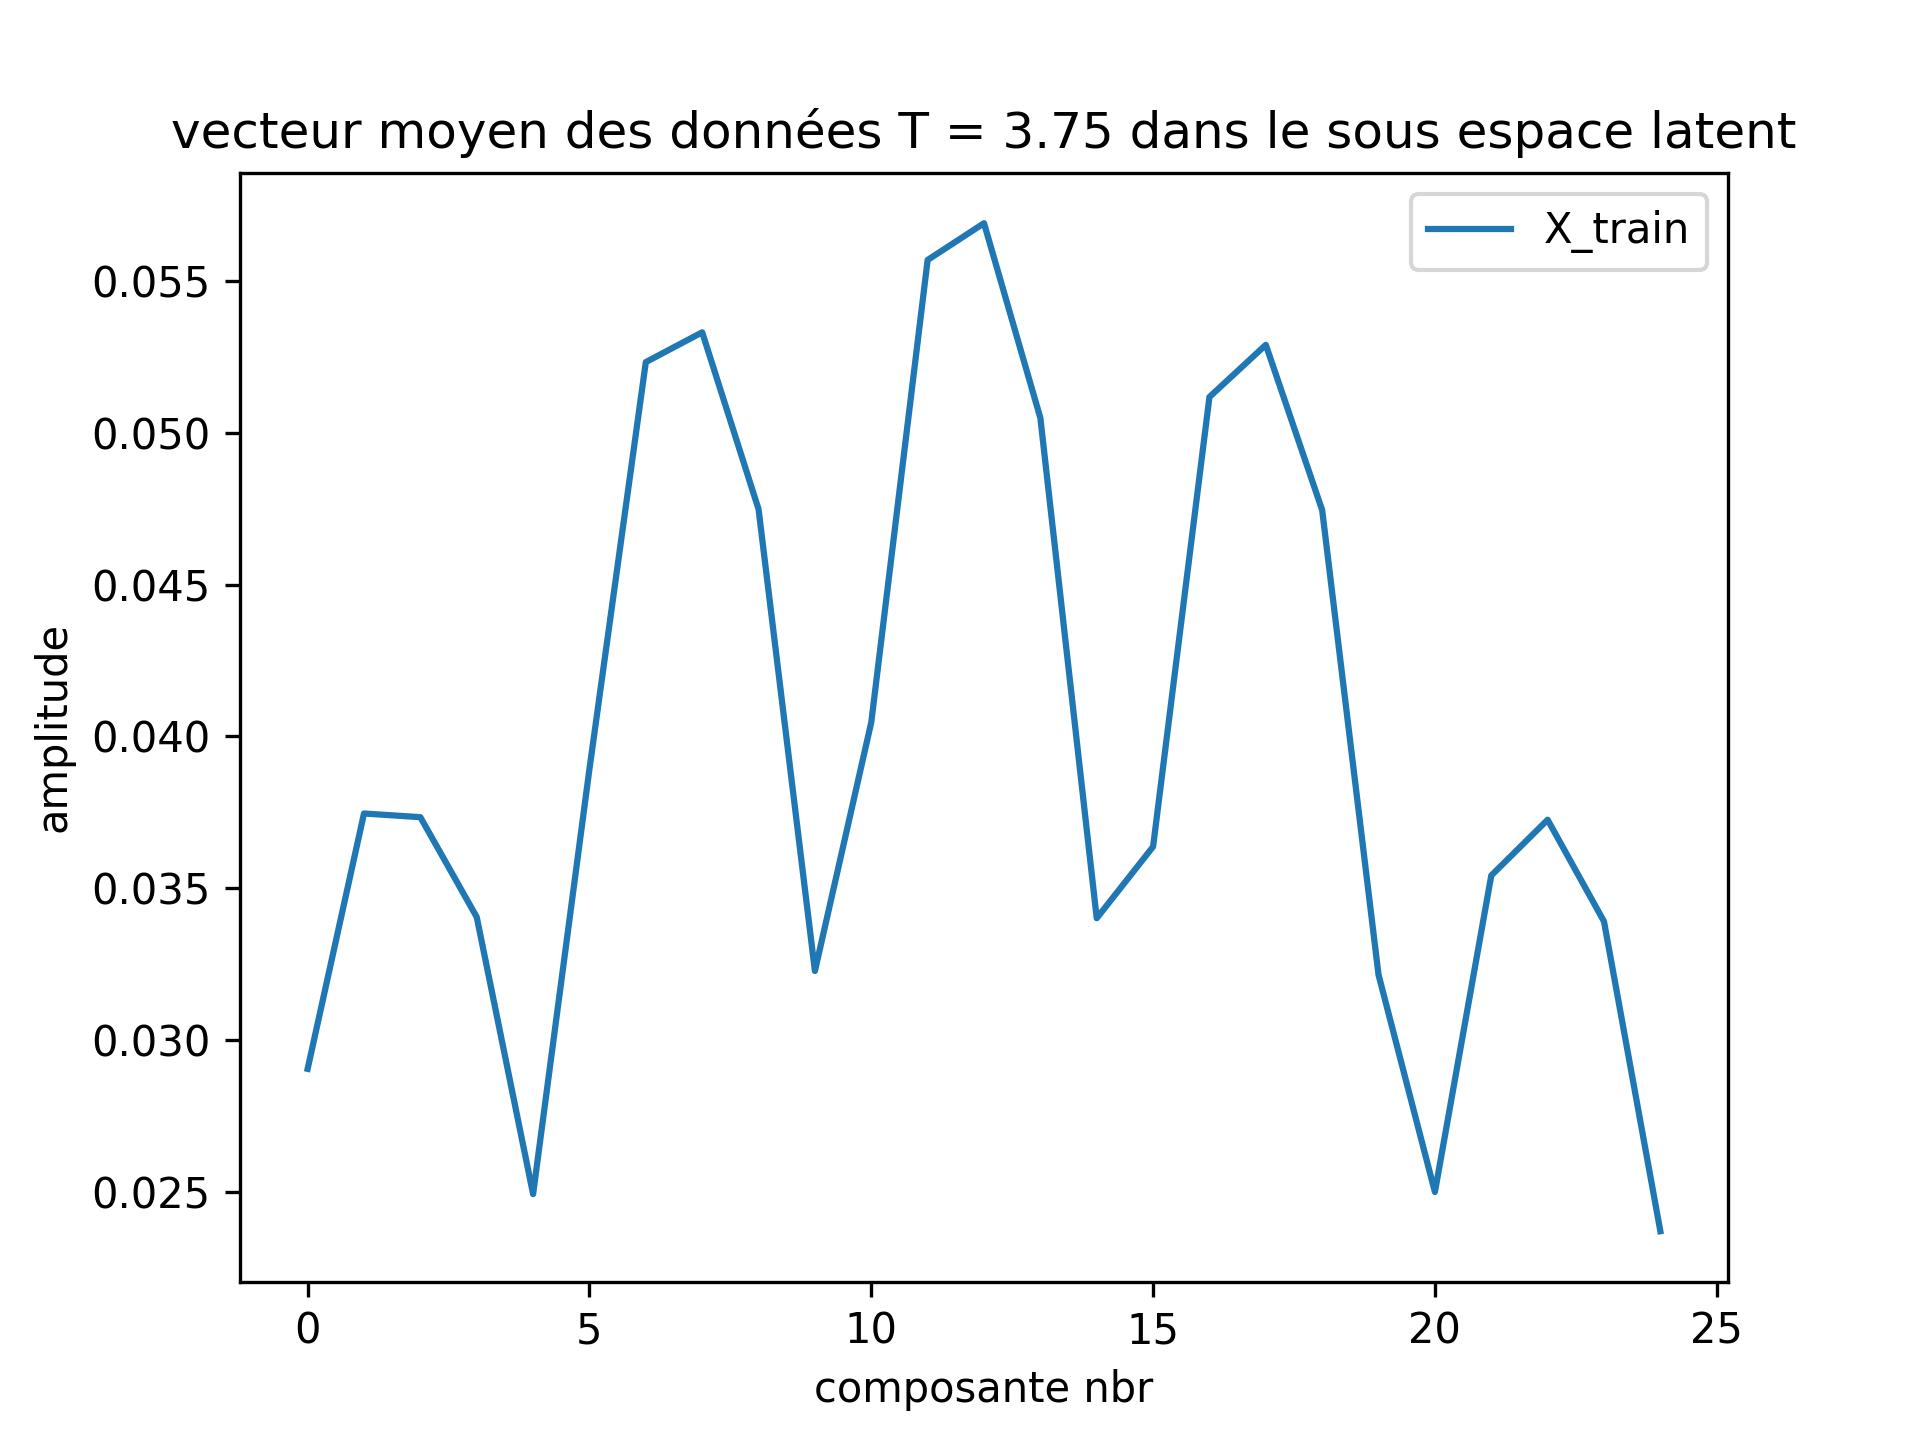 vecteur moyen des données T = 3.75 dans le sous espace latent
X_train
0.055
0.050
0.045
0.040
0.035
0.030
0.025
amplitude
0 5 10 15 20 25
composante nbr